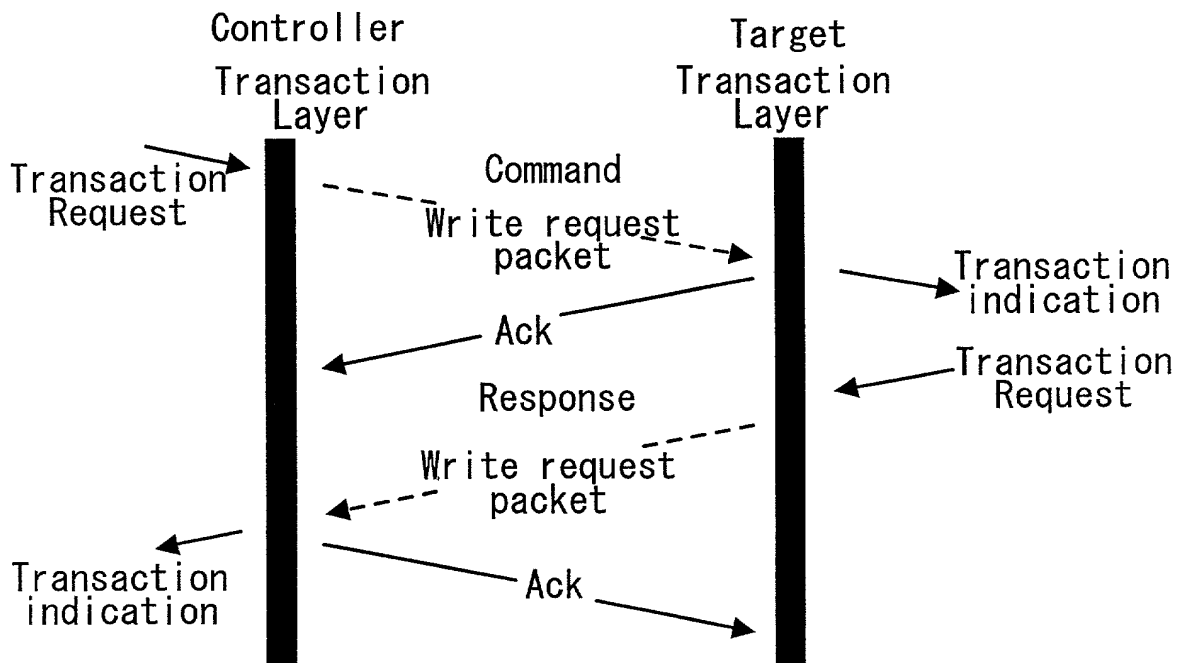 Controller
Transaction
Layer
Target
Transaction
Layer
Transaction
Request
Command
Write request
packet
Transaction
indication
Ack
Transaction
Request
Response
Write request
packet
Transaction
indication
Ack